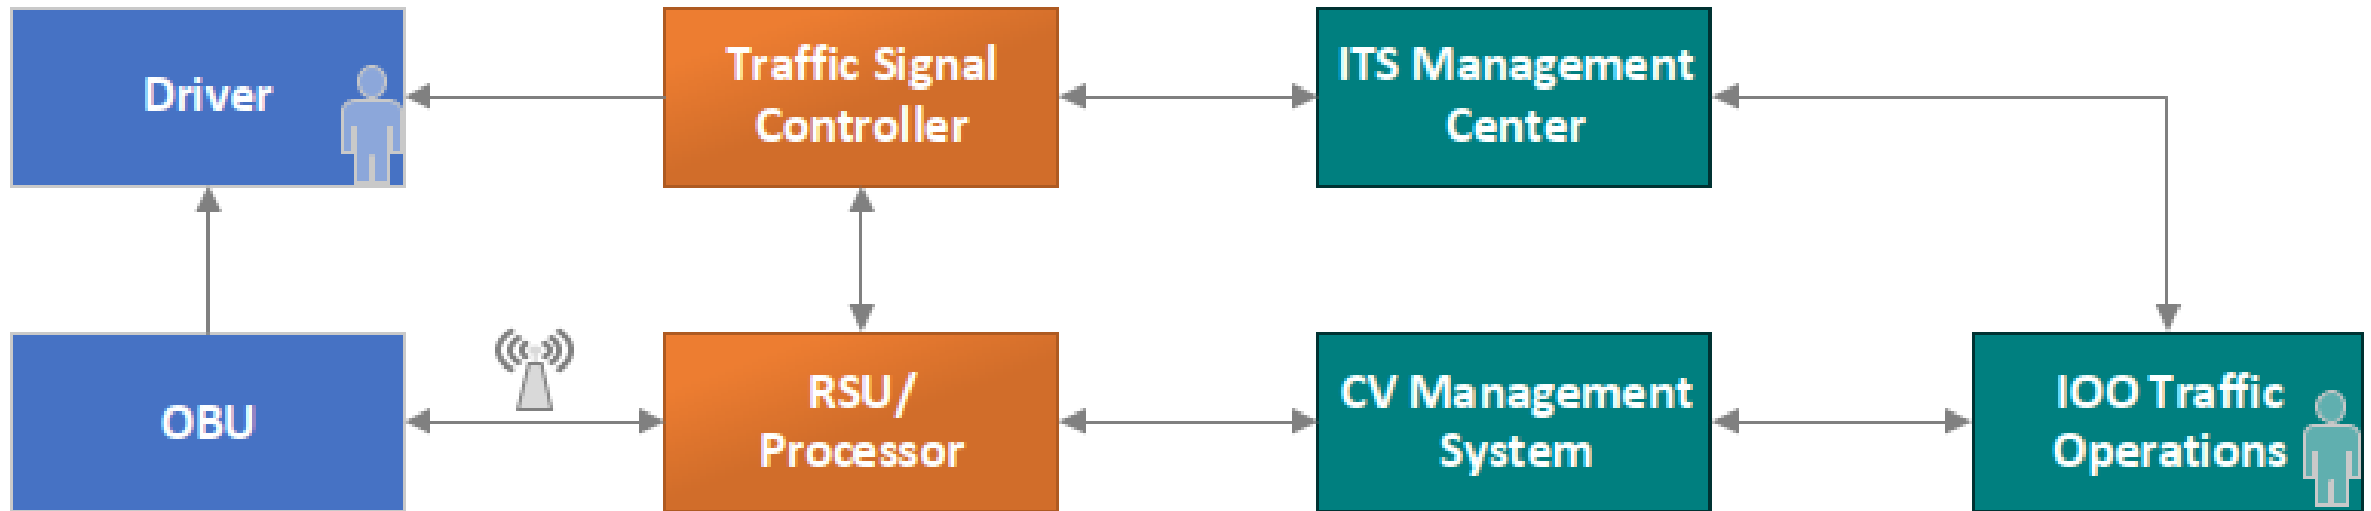 Driver
Traffic Signal
Controller
ITS Management
Center
OBU
RSU/
Processor
CV Management
System
IOO Traffic
Operations